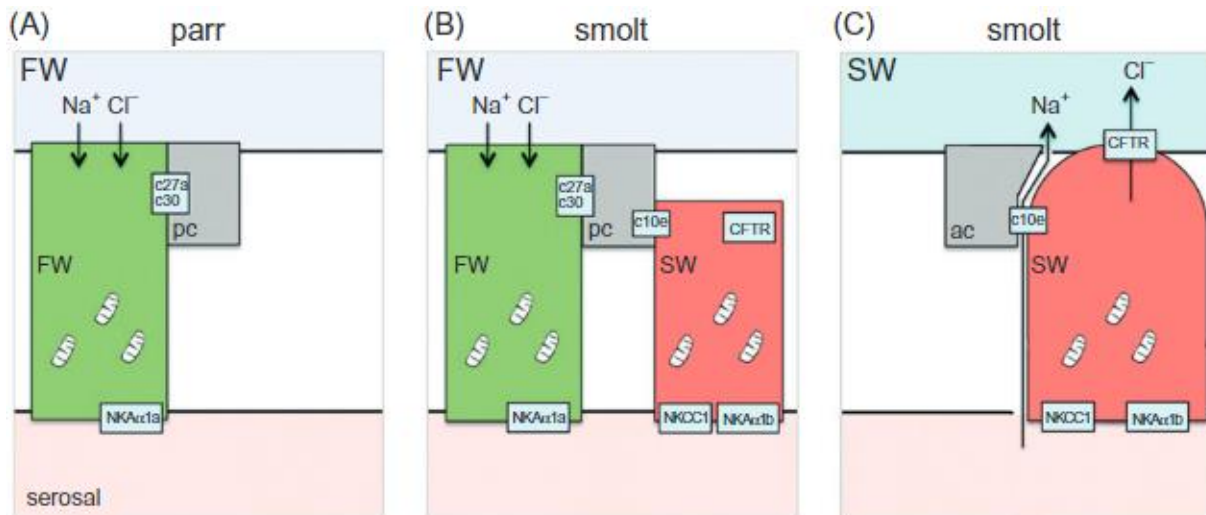 (A) parr
FW
Na⁺ Cl⁻
c27a
c30
pc
FW
NKAα1a
serosal
(B) smolt
FW
Na⁺ Cl⁻
c27a
c30
pc
c10e
CFTR
FW
SW
NKAα1a
NKCC1
NKAα1b
(C) smolt
SW
Cl⁻
Na⁺
CFTR
c10e
ac
SW
NKCC1
NKAα1b